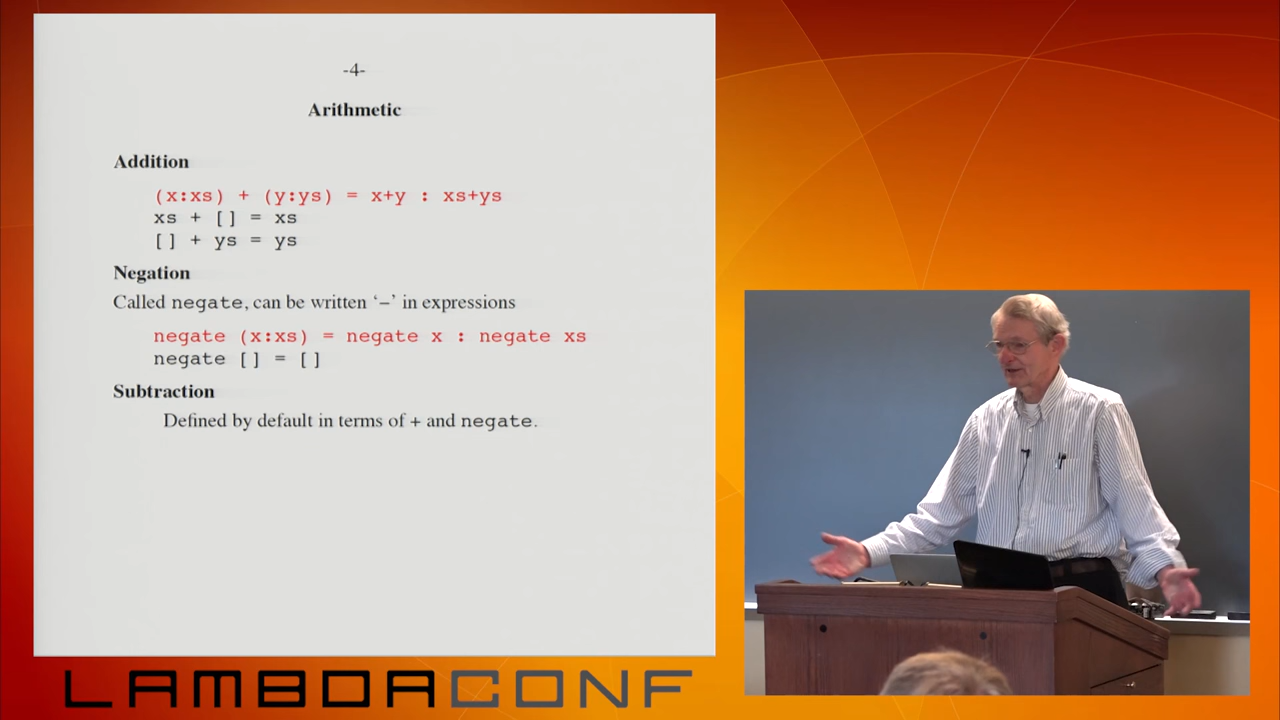 -4-
Arithmetic
Addition
(x:xs) + (y:ys) = x+y : xs+ys
xs + [] = xs
[] + ys = ys
Negation
Called negate, can be written ‘–’ in expressions
negate (x:xs) = negate x : negate xs
negate [] = []
Subtraction
Defined by default in terms of + and negate.
LAMBDACONF